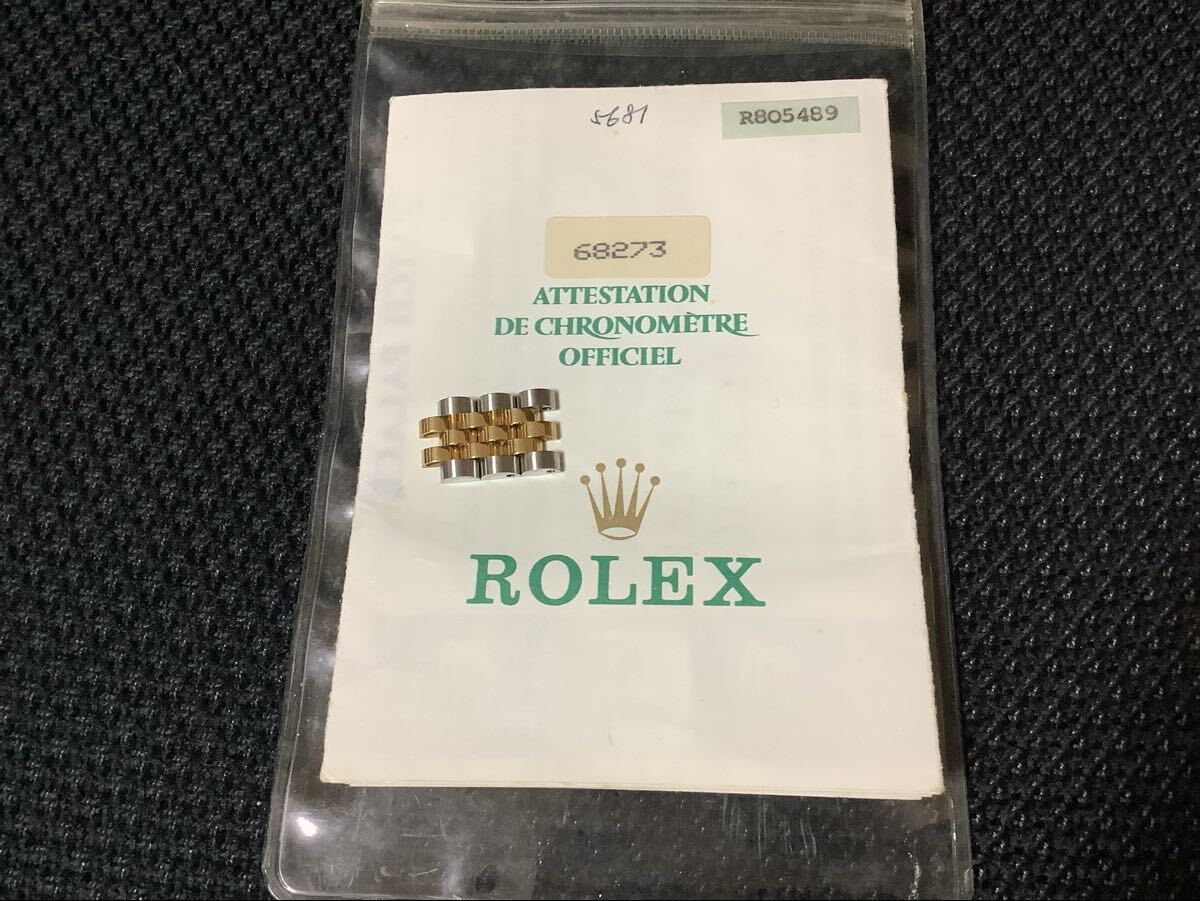 5681
R805489
68273
ATTESTATION
DE CHRONOMÈTRE
OFFICIEL
ROLEX